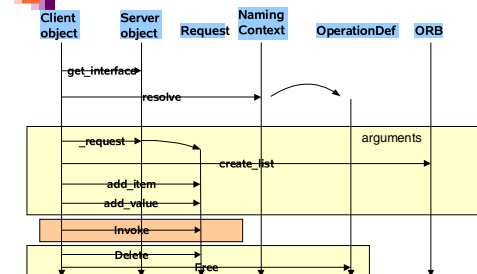 Client
object
Server
object
Request
Naming
Context
OperationDef
ORB
get_interface
resolve
arguments
_request
create_list
add_item
add_value
Invoke
Delete
Free